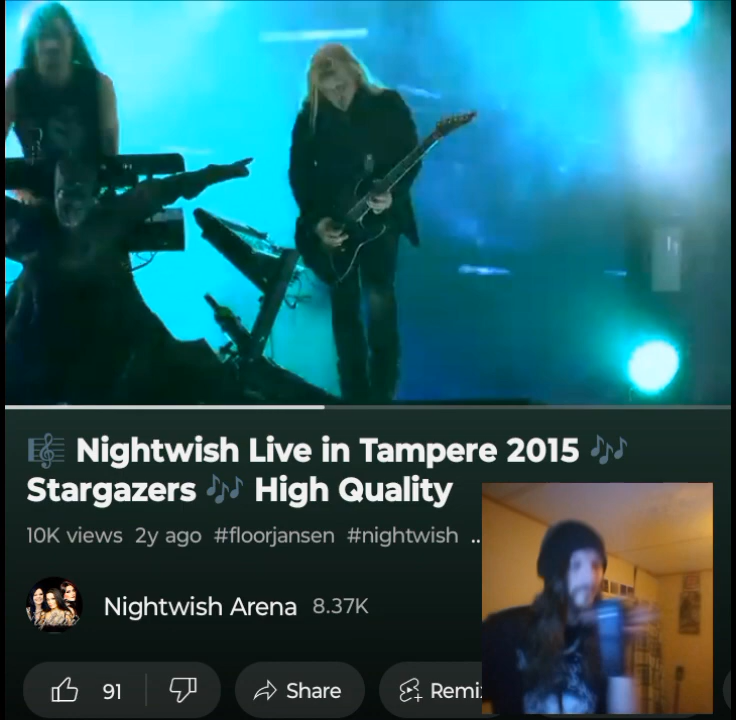 Nightwish Live in Tampere 2015
Stargazers High Quality
10K views 2y ago #floorjansen #nightwish ..
Nightwish Arena 8.37K
91 Share Remi